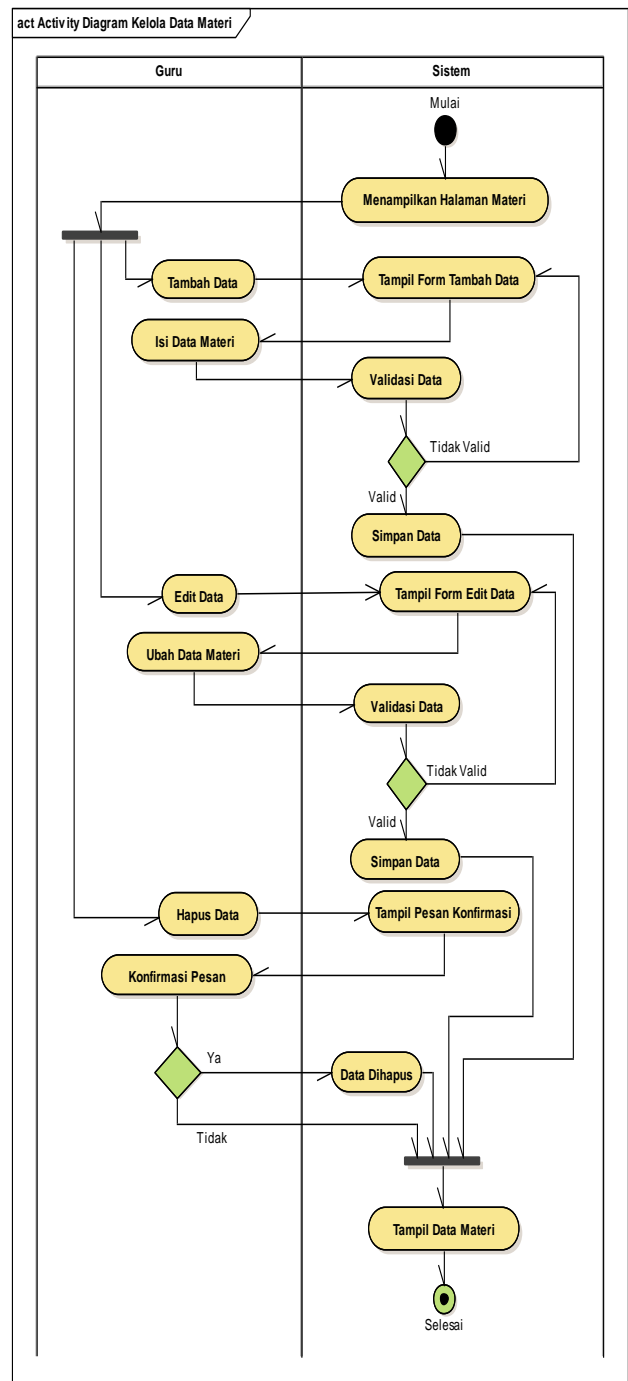 act Activity Diagram Kelola Data Materi
Guru
Sistem
Mulai
Menampilkan Halaman Materi
Tambah Data
Tampil Form Tambah Data
Isi Data Materi
Validasi Data
Tidak Valid
Valid
Simpan Data
Edit Data
Tampil Form Edit Data
Ubah Data Materi
Validasi Data
Tidak Valid
Valid
Simpan Data
Hapus Data
Tampil Pesan Konfirmasi
Konfirmasi Pesan
Ya
Data Dihapus
Tidak
Tampil Data Materi
Selesai